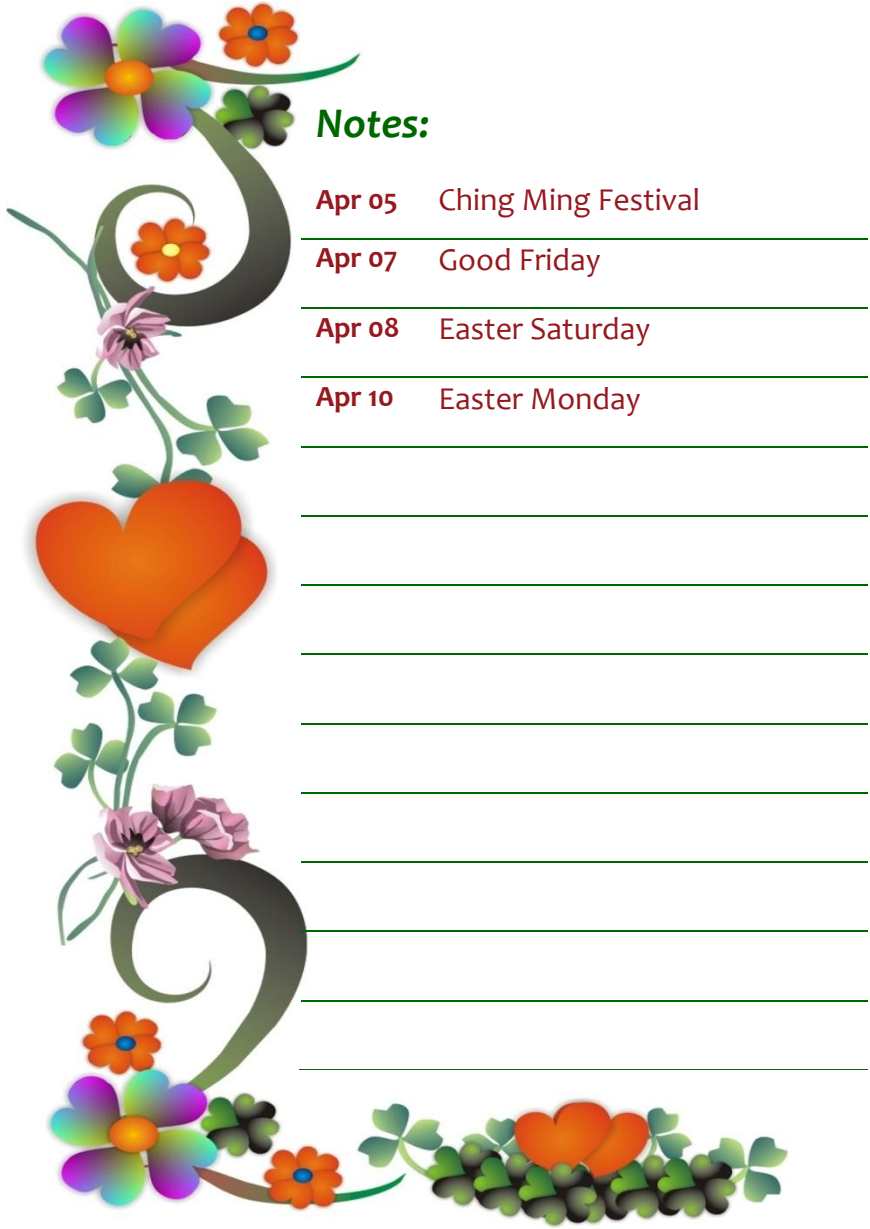 Notes:
Apr 05 Ching Ming Festival
Apr 07 Good Friday
Apr 08 Easter Saturday
Apr 10 Easter Monday